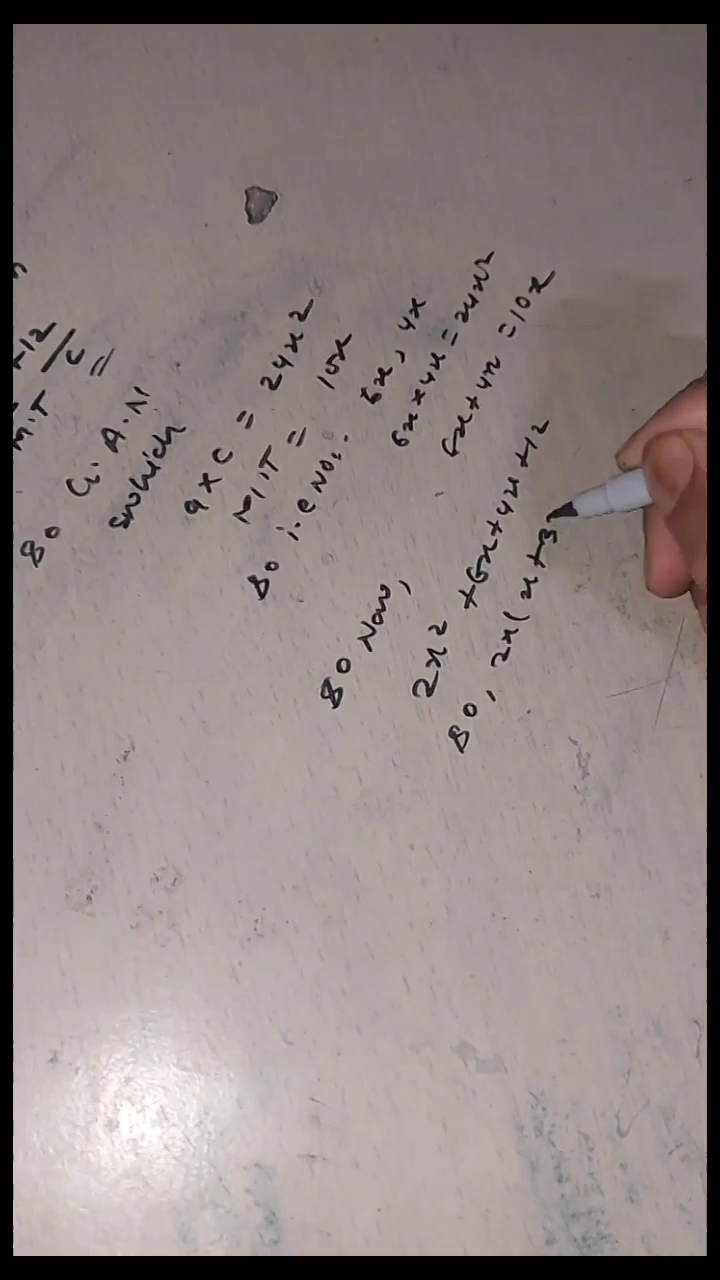 x12
M.T C
So G. A. N
which
a x c = 24x2
M.T = 10x
So i.e No:. 6x, 4x
6x x 4x = 24x2
6x + 4x = 10x
So Now,
2x2 + 6x + 4x + 12
So, 2x ( x + 3